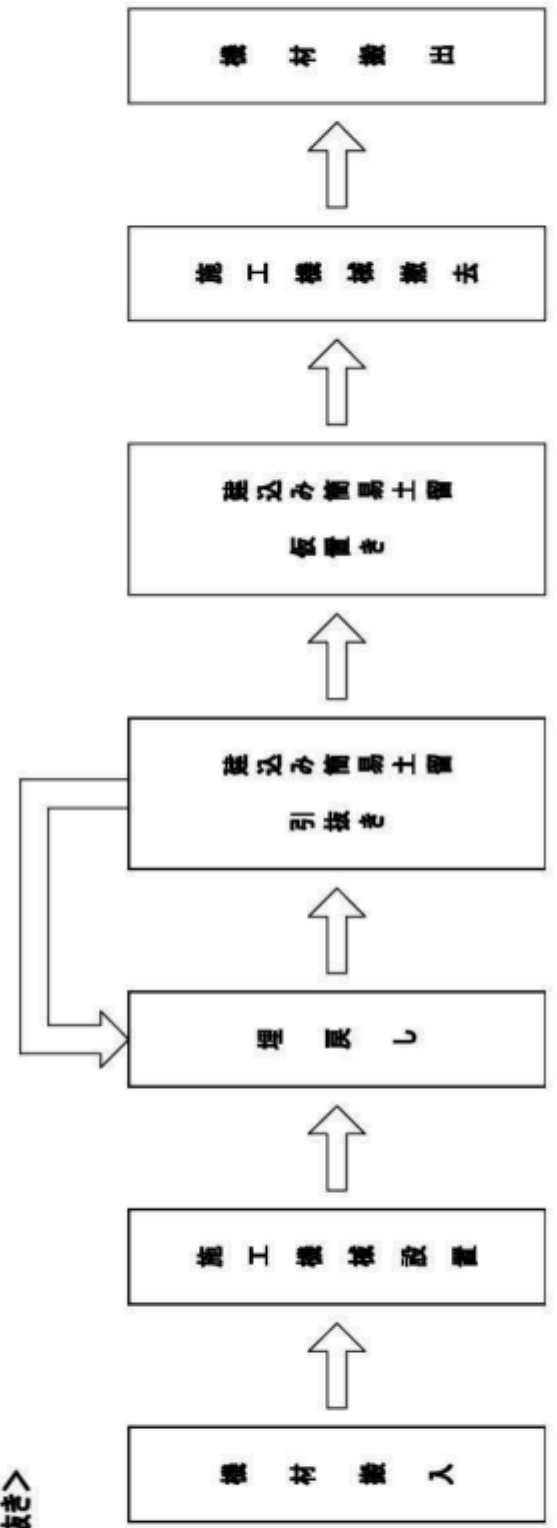 抜き>
機材搬入
施工機械設置
埋戻し
建込み簡易土留
引抜き
建込み簡易土留
仮置き
施工機械撤去
機材搬出